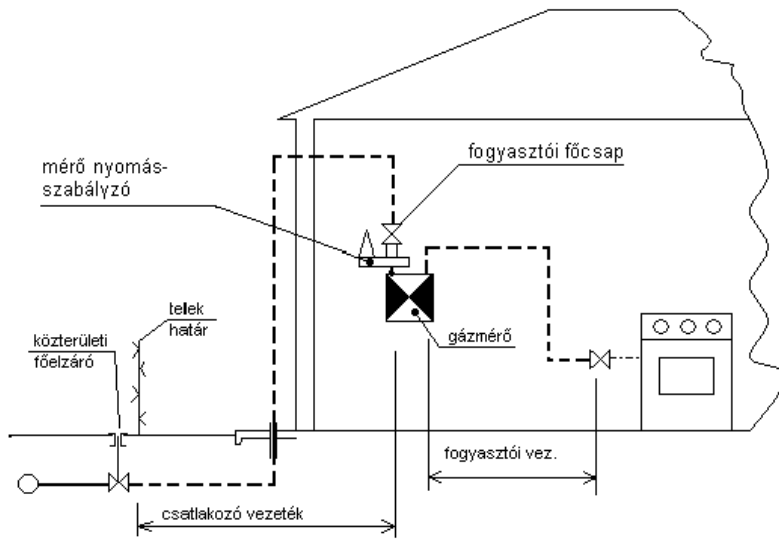 fogyasztói főcsap
mérő nyomás-
szabályzó
telek
határ
közterületi
főelzáró
gázmérő
fogyasztói vez.
csatlakozó vezeték